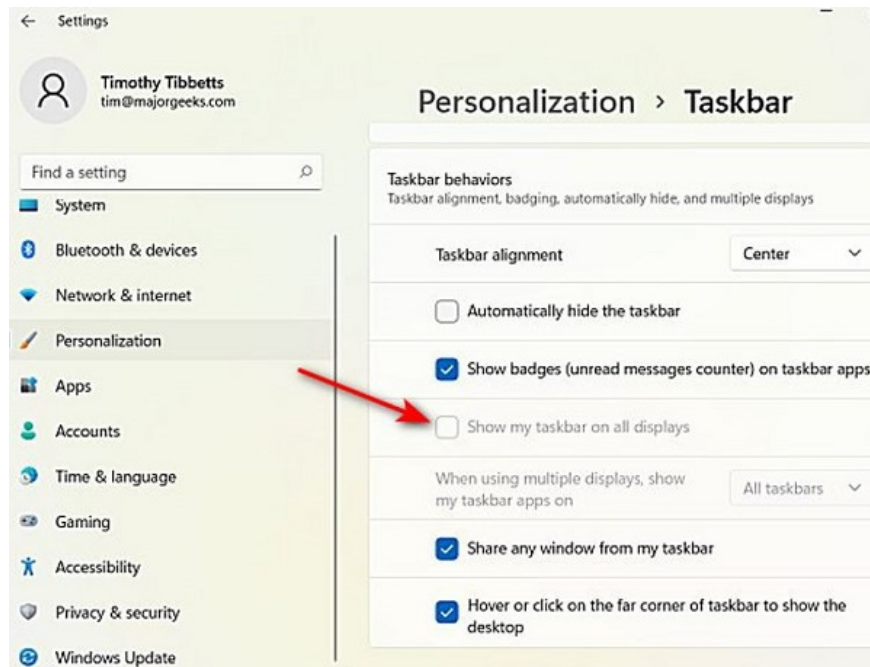 Settings
Timothy Tibbetts
tim@majorgeeks.com
Find a setting
System
Bluetooth & devices
Network & internet
Personalization
Apps
Accounts
Time & language
Gaming
Accessibility
Privacy & security
Windows Update
Personalization > Taskbar
Taskbar behaviors
Taskbar alignment, badging, automatically hide, and multiple displays
Taskbar alignment
Center
Automatically hide the taskbar
Show badges (unread messages counter) on taskbar apps
Show my taskbar on all displays
When using multiple displays, show
my taskbar apps on
All taskbars
Share any window from my taskbar
Hover or click on the far corner of taskbar to show the
desktop